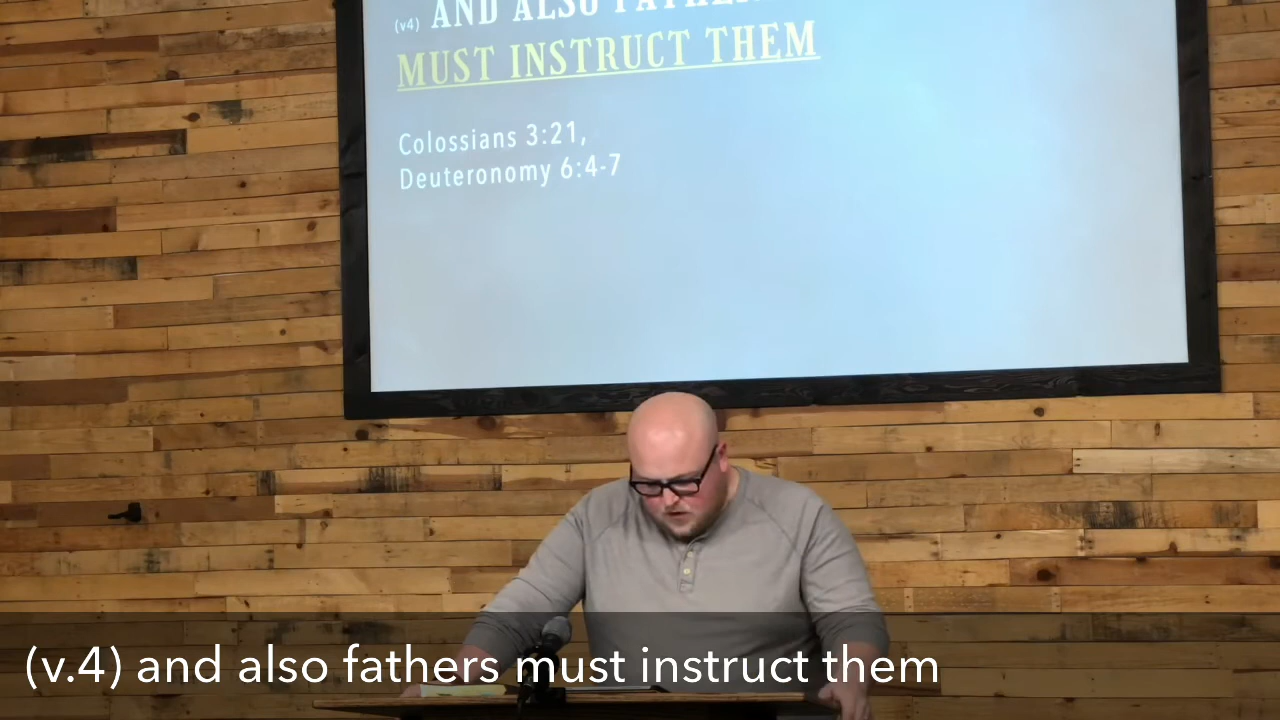 (v4) AND ALSO FATHERS
MUST INSTRUCT THEM
Colossians 3:21,
Deuteronomy 6:4-7
(v.4) and also fathers must instruct them